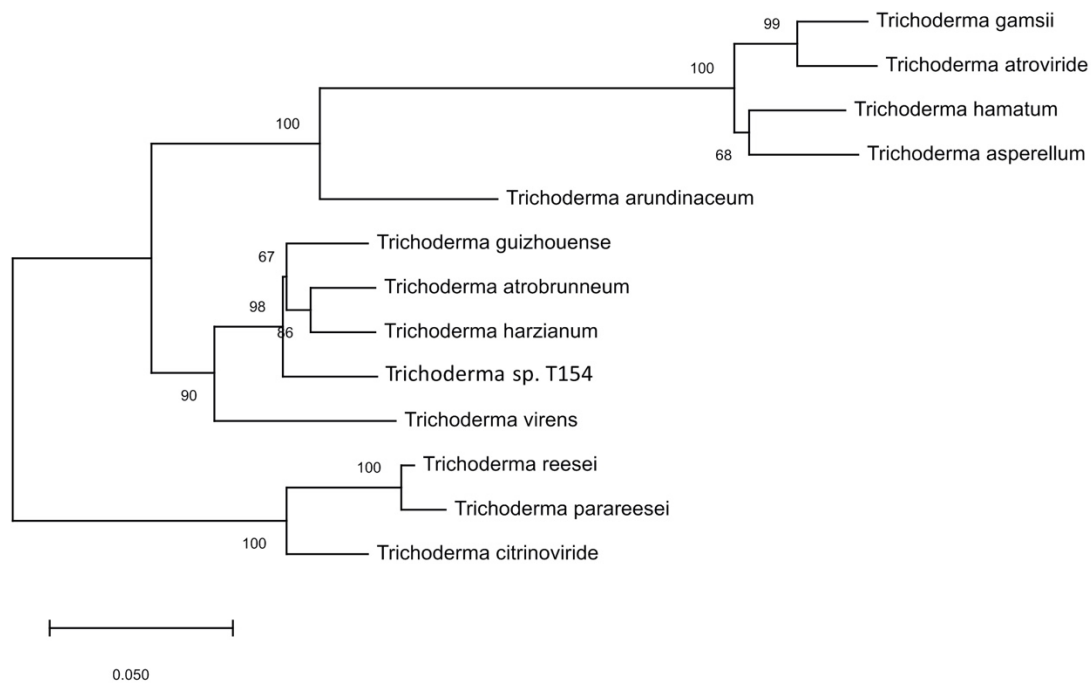 99
Trichoderma gamsii
100
Trichoderma atroviride
Trichoderma hamatum
68
Trichoderma asperellum
100
Trichoderma arundinaceum
67
Trichoderma guizhouense
Trichoderma atrobrunneum
98
86
Trichoderma harzianum
Trichoderma sp. T154
90
Trichoderma virens
100
Trichoderma reesei
Trichoderma parareesei
100
Trichoderma citrinoviride
0.050